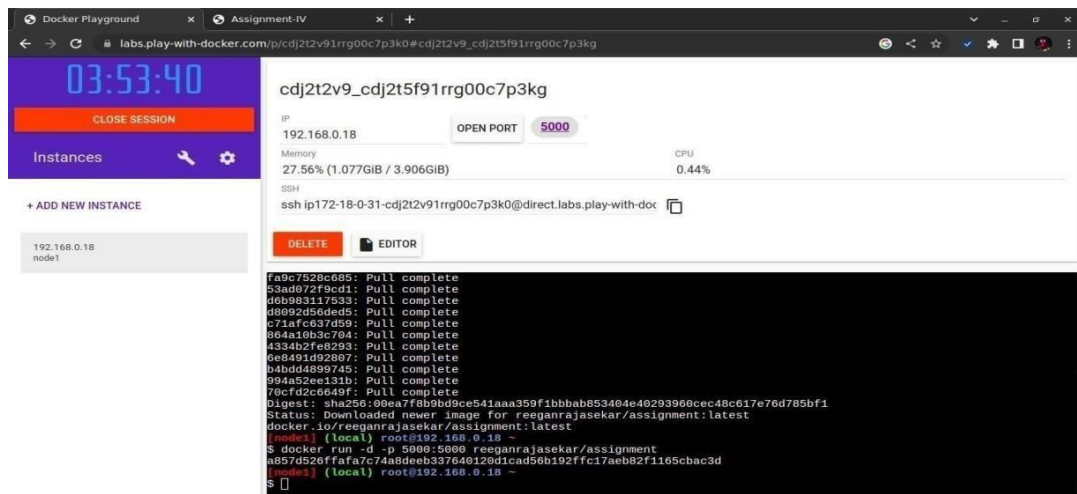 Docker Playground
Assignment-IV
labs.play-with-docker.com/p/cdj2t2v91rrg00c7p3k0#cdj2t2v9_cdj2t5f91rrg00c7p3kg
03:53:40
CLOSE SESSION
Instances
+ ADD NEW INSTANCE
192.168.0.18
node1
cdj2t2v9_cdj2t5f91rrg00c7p3kg
IP
192.168.0.18
OPEN PORT
5000
Memory
27.56% (1.077GiB / 3.906GiB)
CPU
0.44%
SSH
ssh ip172-18-0-31-cdj2t2v91rrg00c7p3k0@direct.labs.play-with-doc
DELETE
EDITOR
fa9c7528c685: Pull complete
53ad072f9cd1: Pull complete
d6b983117533: Pull complete
d8092d56ded5: Pull complete
c71afc637d59: Pull complete
864a10b3c704: Pull complete
4334b2fe8293: Pull complete
6e8491d92807: Pull complete
b4bdd4899745: Pull complete
994a52ee131b: Pull complete
70cfd2c6649f: Pull complete
Digest: sha256:00ea7f8b9bd9ce541aaa359f1bbbab853404e40293960cec48c617e76d785bf1
Status: Downloaded newer image for reeganrajasekar/assignment:latest
docker.io/reeganrajasekar/assignment:latest
[node1] (local) root@192.168.0.18 ~
$ docker run -d -p 5000:5000 reeganrajasekar/assignment
a857d526ffafa7c74a8deeb337640120d1cad56b192ffc17aeb82f1165cbac3d
[node1] (local) root@192.168.0.18 ~
$